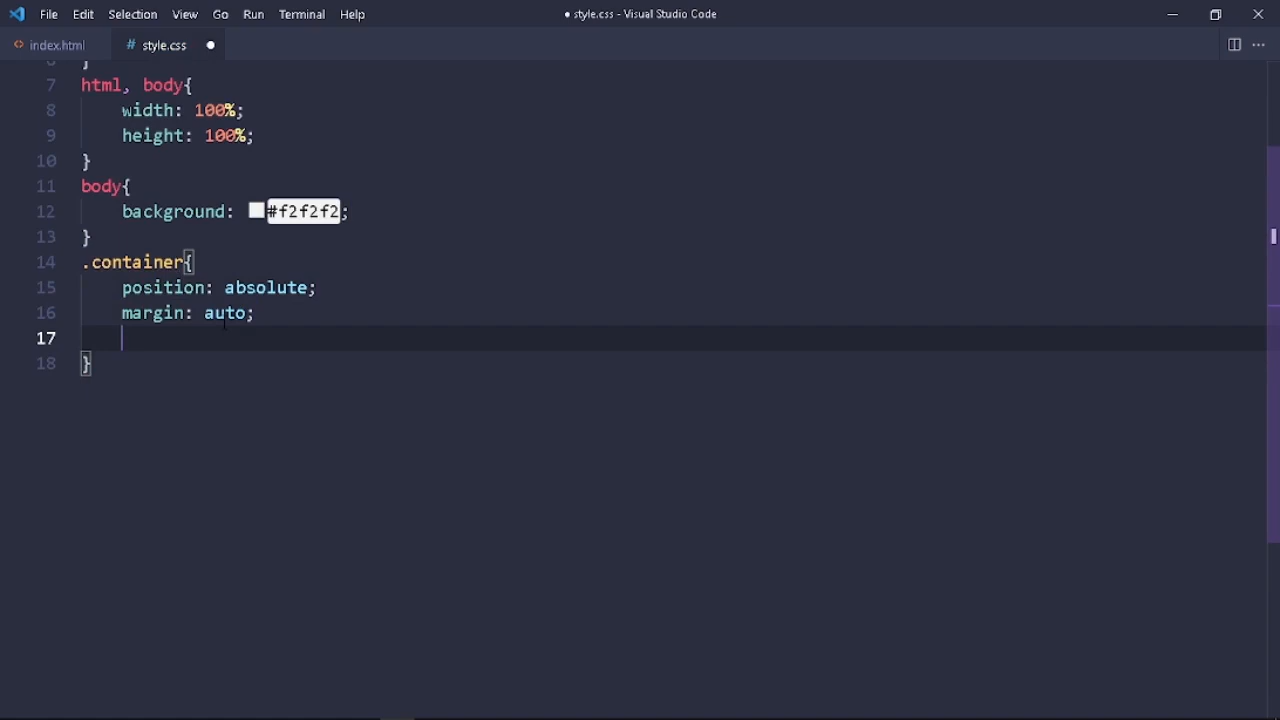 File Edit Selection View Go Run Terminal Help ● style.css - Visual Studio Code
<> index.html # style.css ●
7 html, body{
8 width: 100%;
9 height: 100%;
10 }
11 body{
12 background: #f2f2f2;
13 }
14 .container{
15 position: absolute;
16 margin: auto;
17
18 }